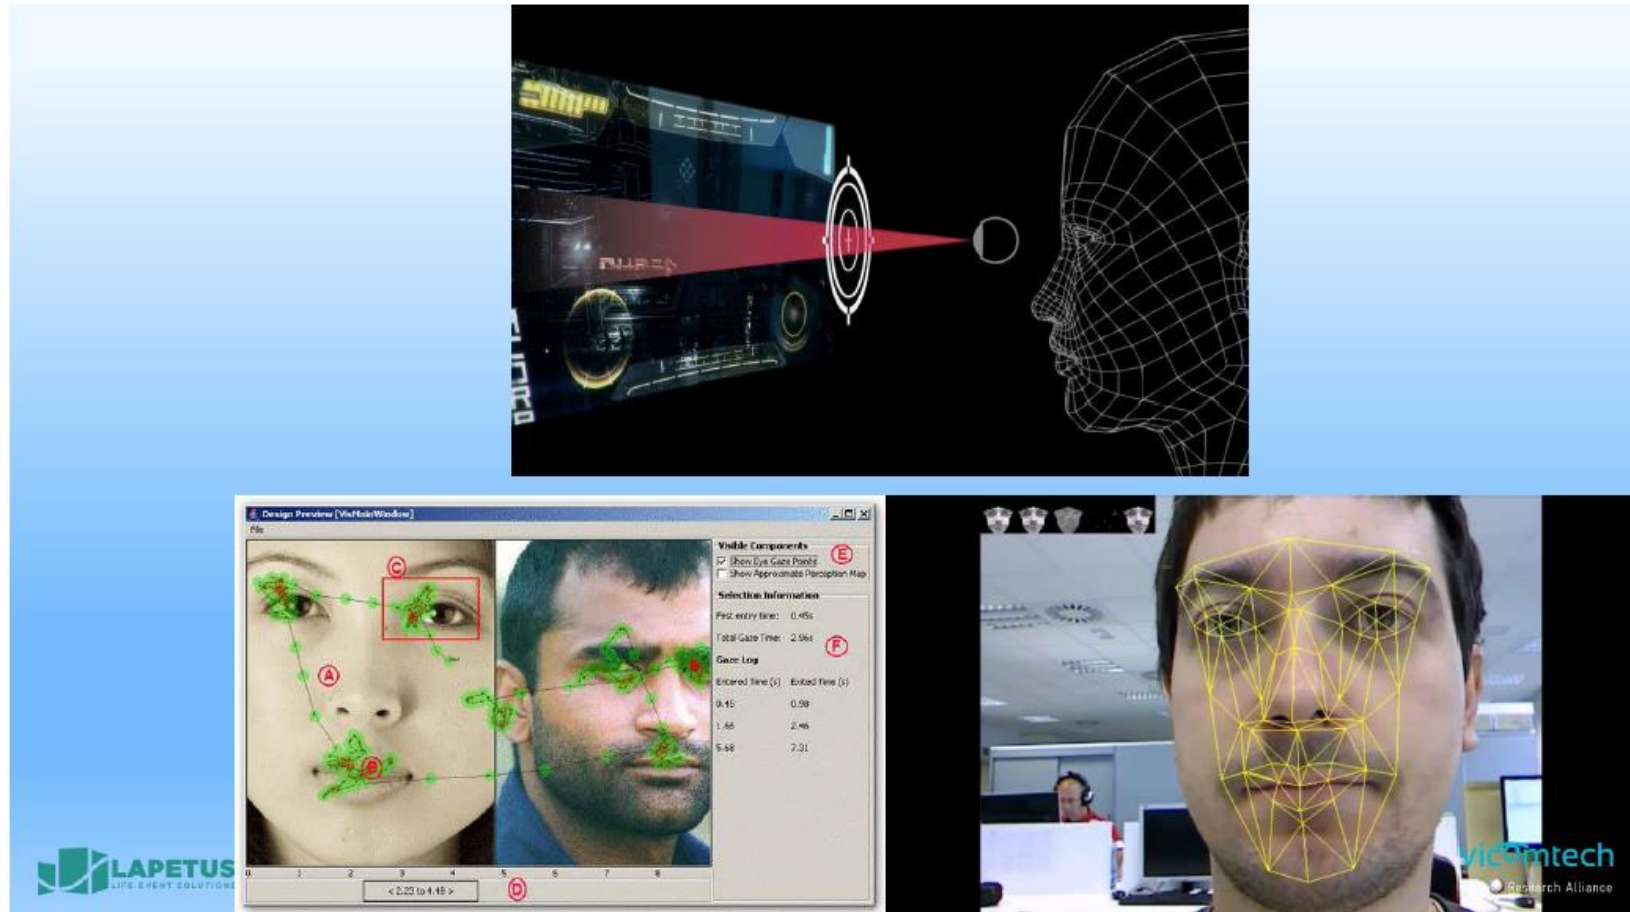 Design Preview [VisMainWindow]
File
Visible Components
Show Eye Gaze Points
Show Approximate Perception Map
Selection Information
First entry time: 0.45s
Total Gaze Time: 2.96s
Gaze Log
Entered Time (s) Exited Time (s)
0.45 0.98
1.66 2.46
5.68 7.31
A
B
C
D
E
F
0 1 2 3 4 5 6 7 8
< 2.23 to 4.48 >
LAPETUS
LIFE EVENT SOLUTIONS
vicomtech
Research Alliance